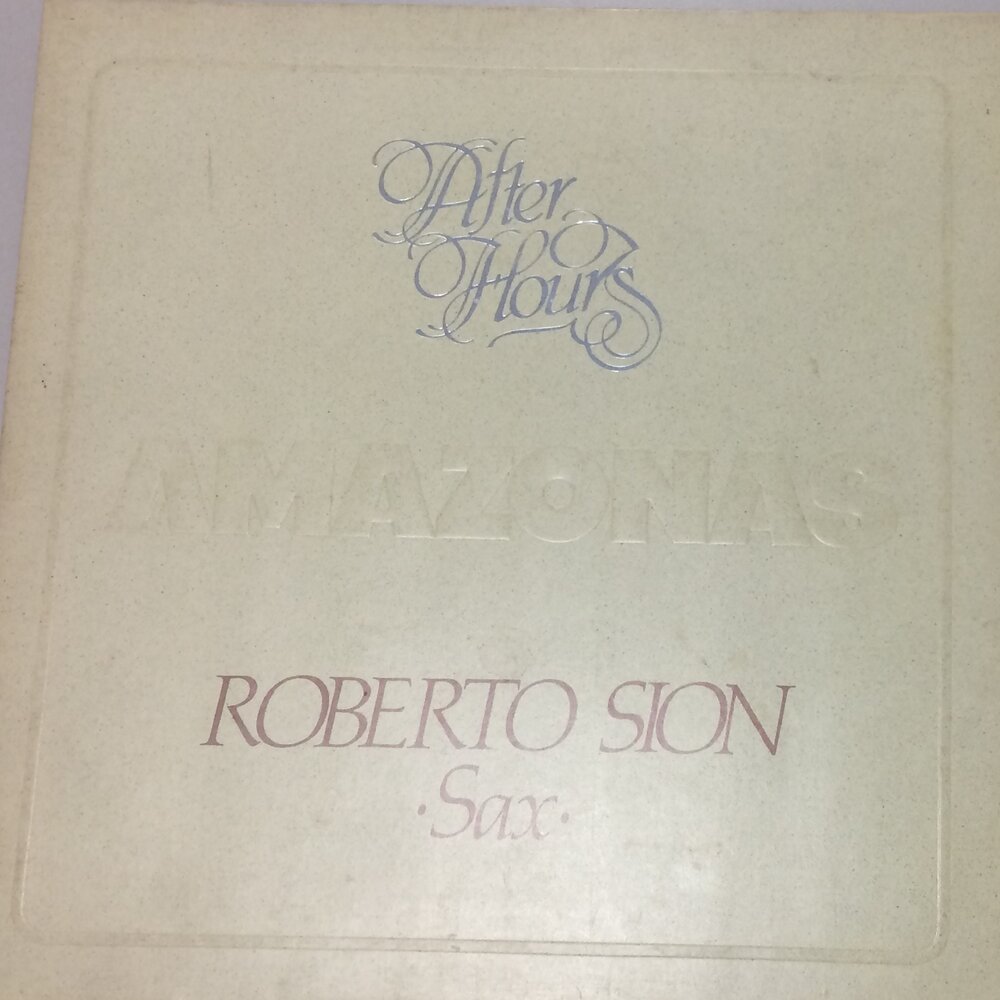 After
Hours
AMAZONAS
ROBERTO SION
·Sax·